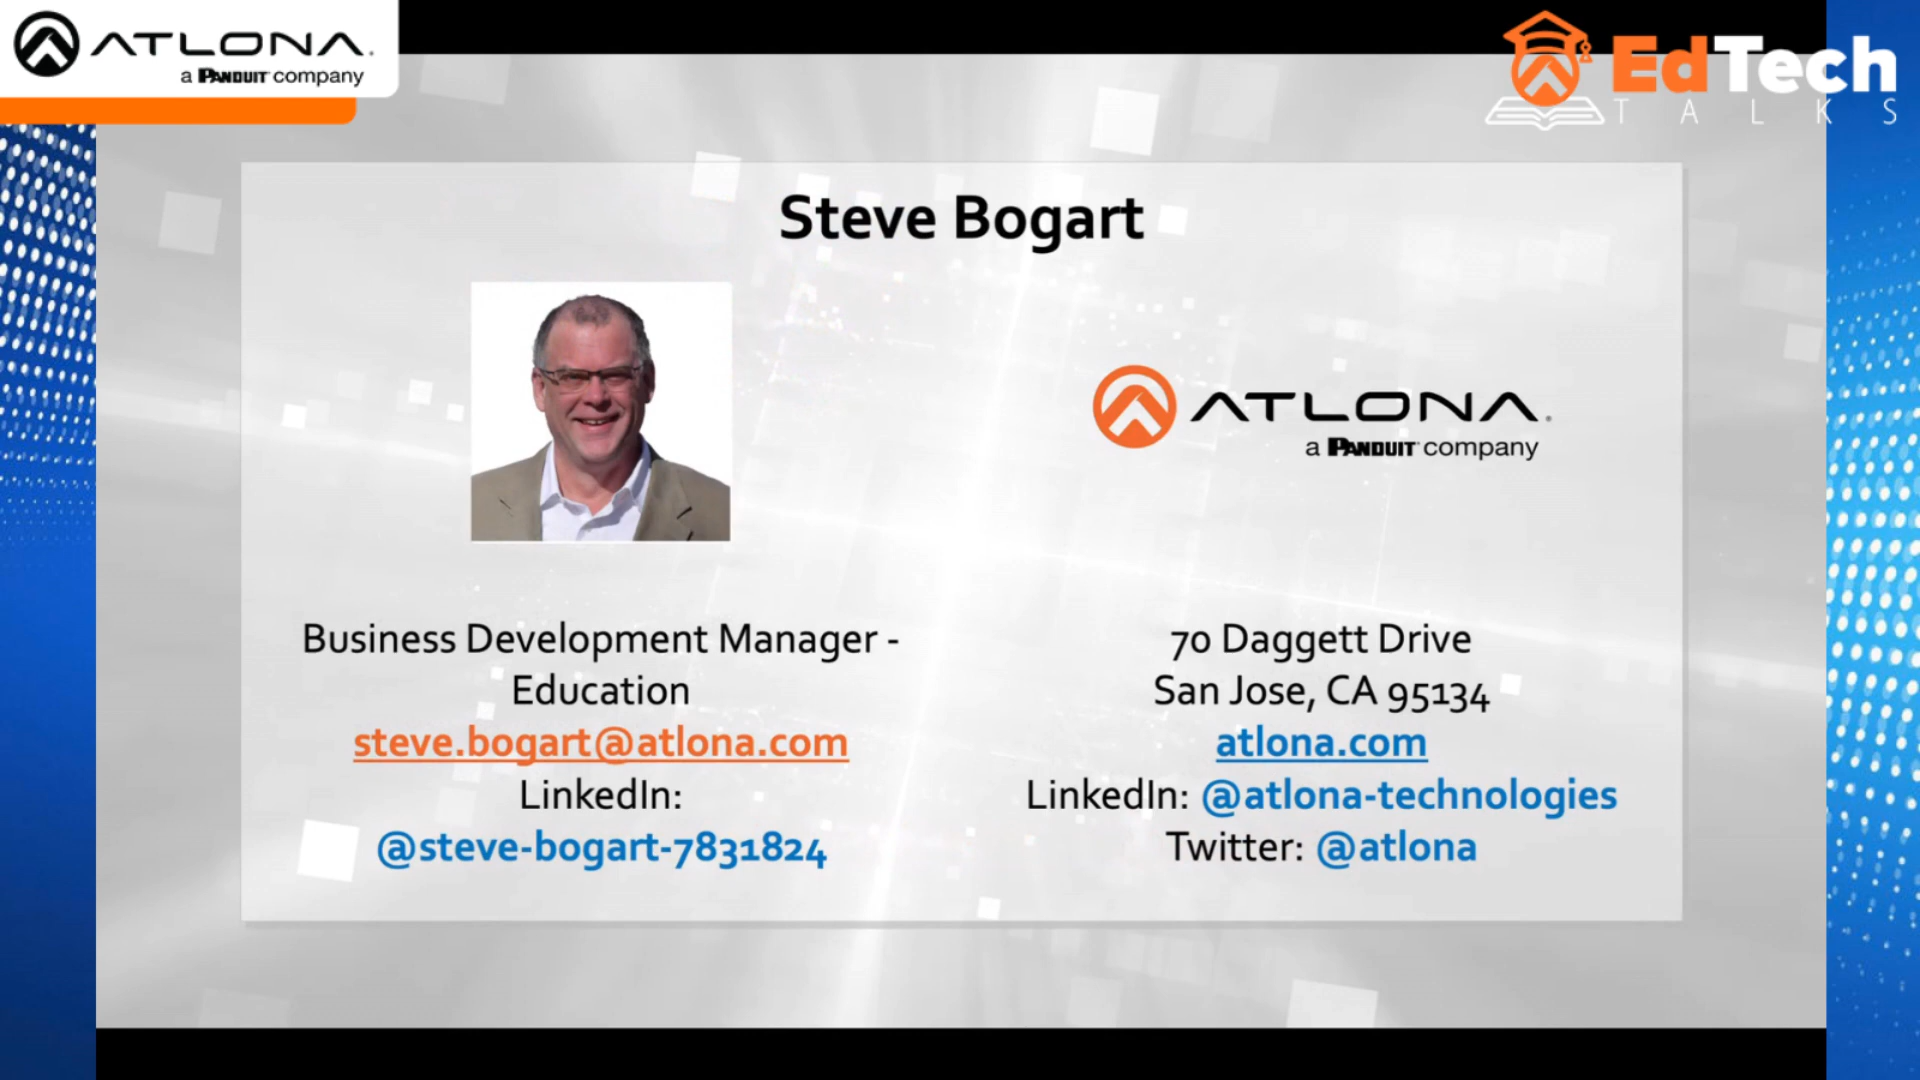 ATLONA.
a PANDUIT company
EdTech
TALKS
Steve Bogart
ATLONA.
a PANDUIT company
Business Development Manager -
Education
steve.bogart@atlona.com
LinkedIn:
@steve-bogart-7831824
70 Daggett Drive
San Jose, CA 95134
atlona.com
LinkedIn: @atlona-technologies
Twitter: @atlona